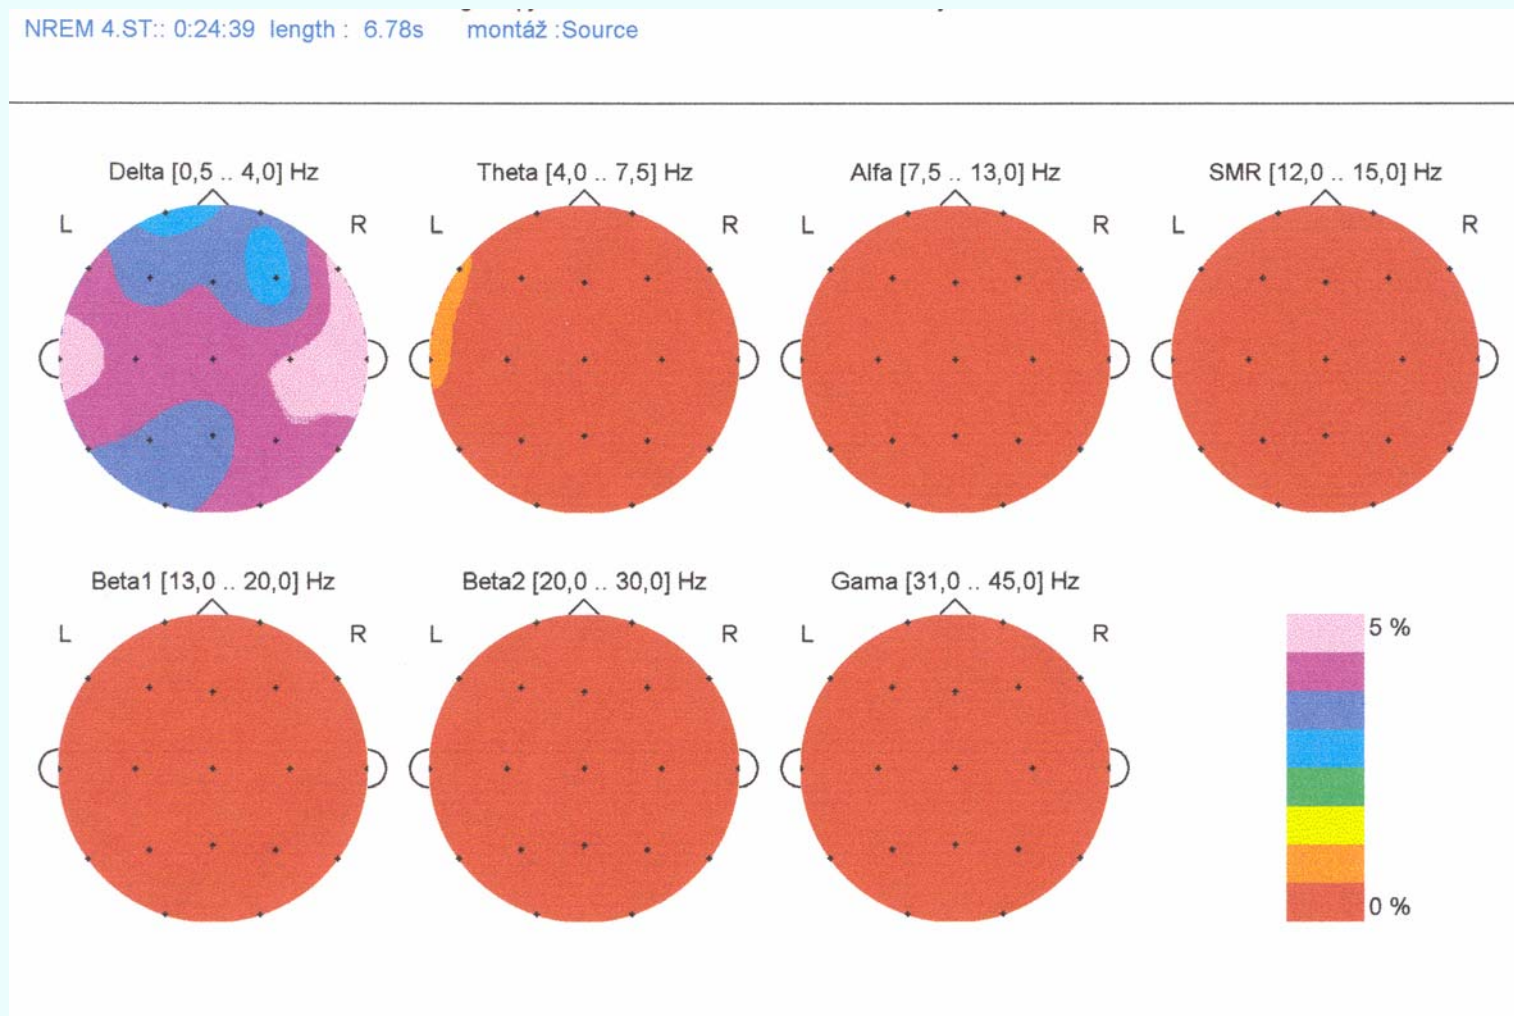 NREM 4.ST:: 0:24:39 length : 6.78s montáž :Source
Delta [0,5 .. 4,0] Hz
Theta [4,0 .. 7,5] Hz
Alfa [7,5 .. 13,0] Hz
SMR [12,0 .. 15,0] Hz
L R
L R
L R
L R
Beta1 [13,0 .. 20,0] Hz
Beta2 [20,0 .. 30,0] Hz
Gama [31,0 .. 45,0] Hz
L R
L R
L R
5 %
0 %